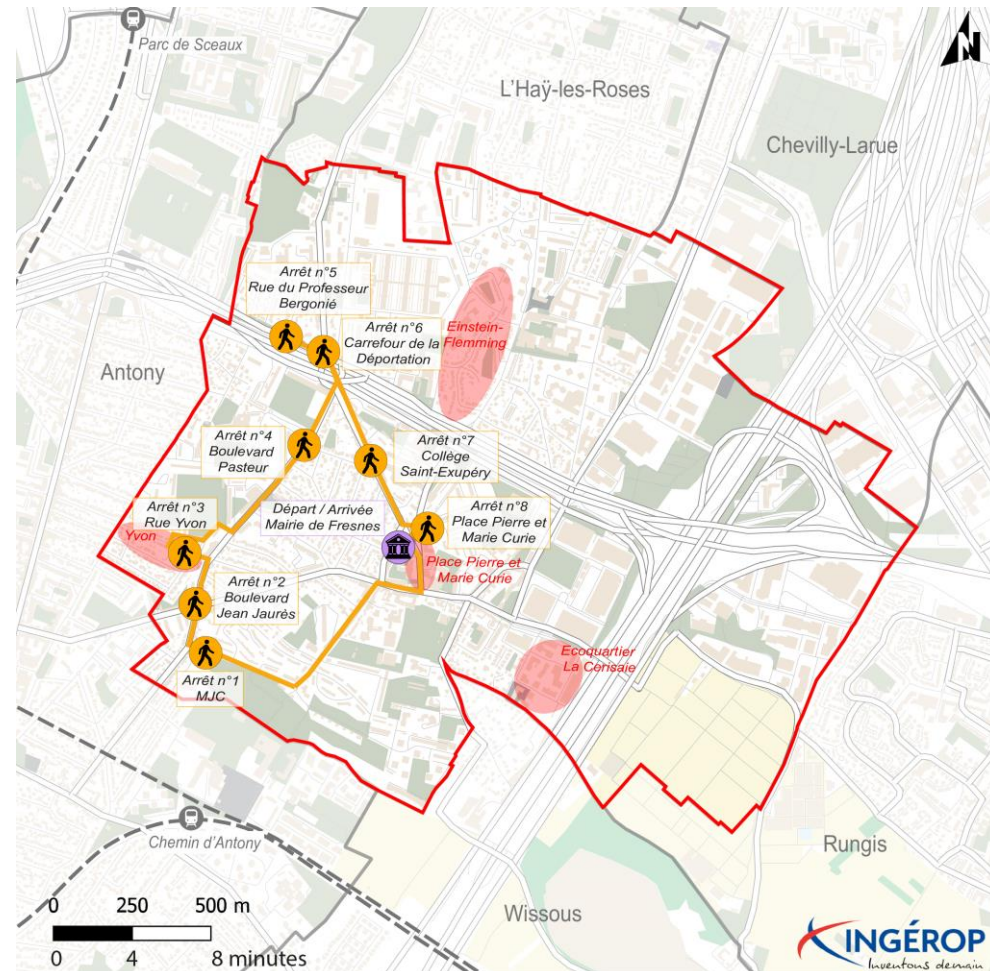 Parc de Sceaux
N
L'Haÿ-les-Roses
Chevilly-Larue
Antony
Arrêt n°5
Rue du Professeur
Bergonié
Arrêt n°6
Carrefour de la
Déportation
Einstein-
Flemming
Arrêt n°4
Boulevard
Pasteur
Arrêt n°7
Collège
Saint-Exupéry
Arrêt n°3
Rue Yvon
Yvon
Départ / Arrivée
Mairie de Fresnes
Arrêt n°8
Place Pierre et
Marie Curie
Place Pierre et
Marie Curie
Arrêt n°2
Boulevard
Jean Jaurès
Ecoquartier
La Cerisaie
Arrêt n°1
MJC
Chemin d'Antony
Rungis
Wissous
0 250 500 m
0 4 8 minutes
INGÉROP
Inventons demain